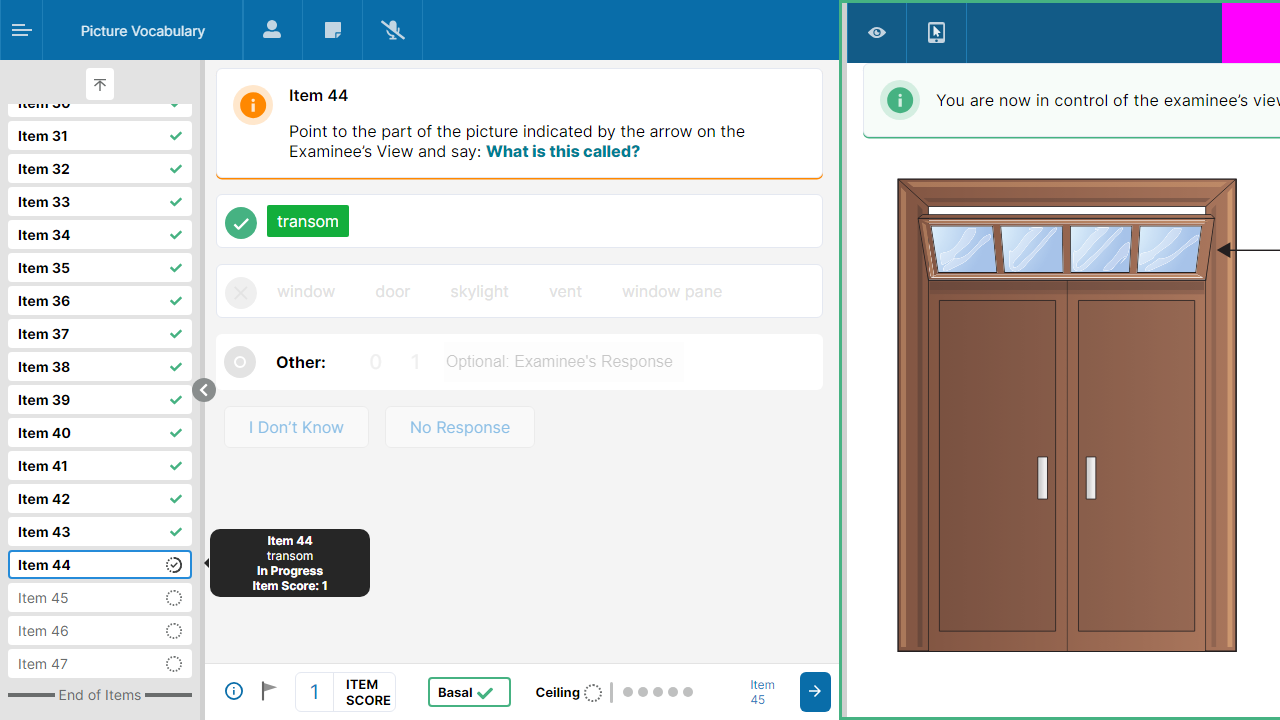 Picture Vocabulary
Item 30
Item 31
Item 32
Item 33
Item 34
Item 35
Item 36
Item 37
Item 38
Item 39
Item 40
Item 41
Item 42
Item 43
Item 44
Item 45
Item 46
Item 47
End of Items
Item 44
Point to the part of the picture indicated by the arrow on the
Examinee's View and say: What is this called?
transom
window door skylight vent window pane
Other: 0 1 Optional: Examinee's Response
I Don't Know No Response
Item 44
transom
In Progress
Item Score: 1
1 ITEM
SCORE
Basal
Ceiling
Item
45
You are now in control of the examinee's